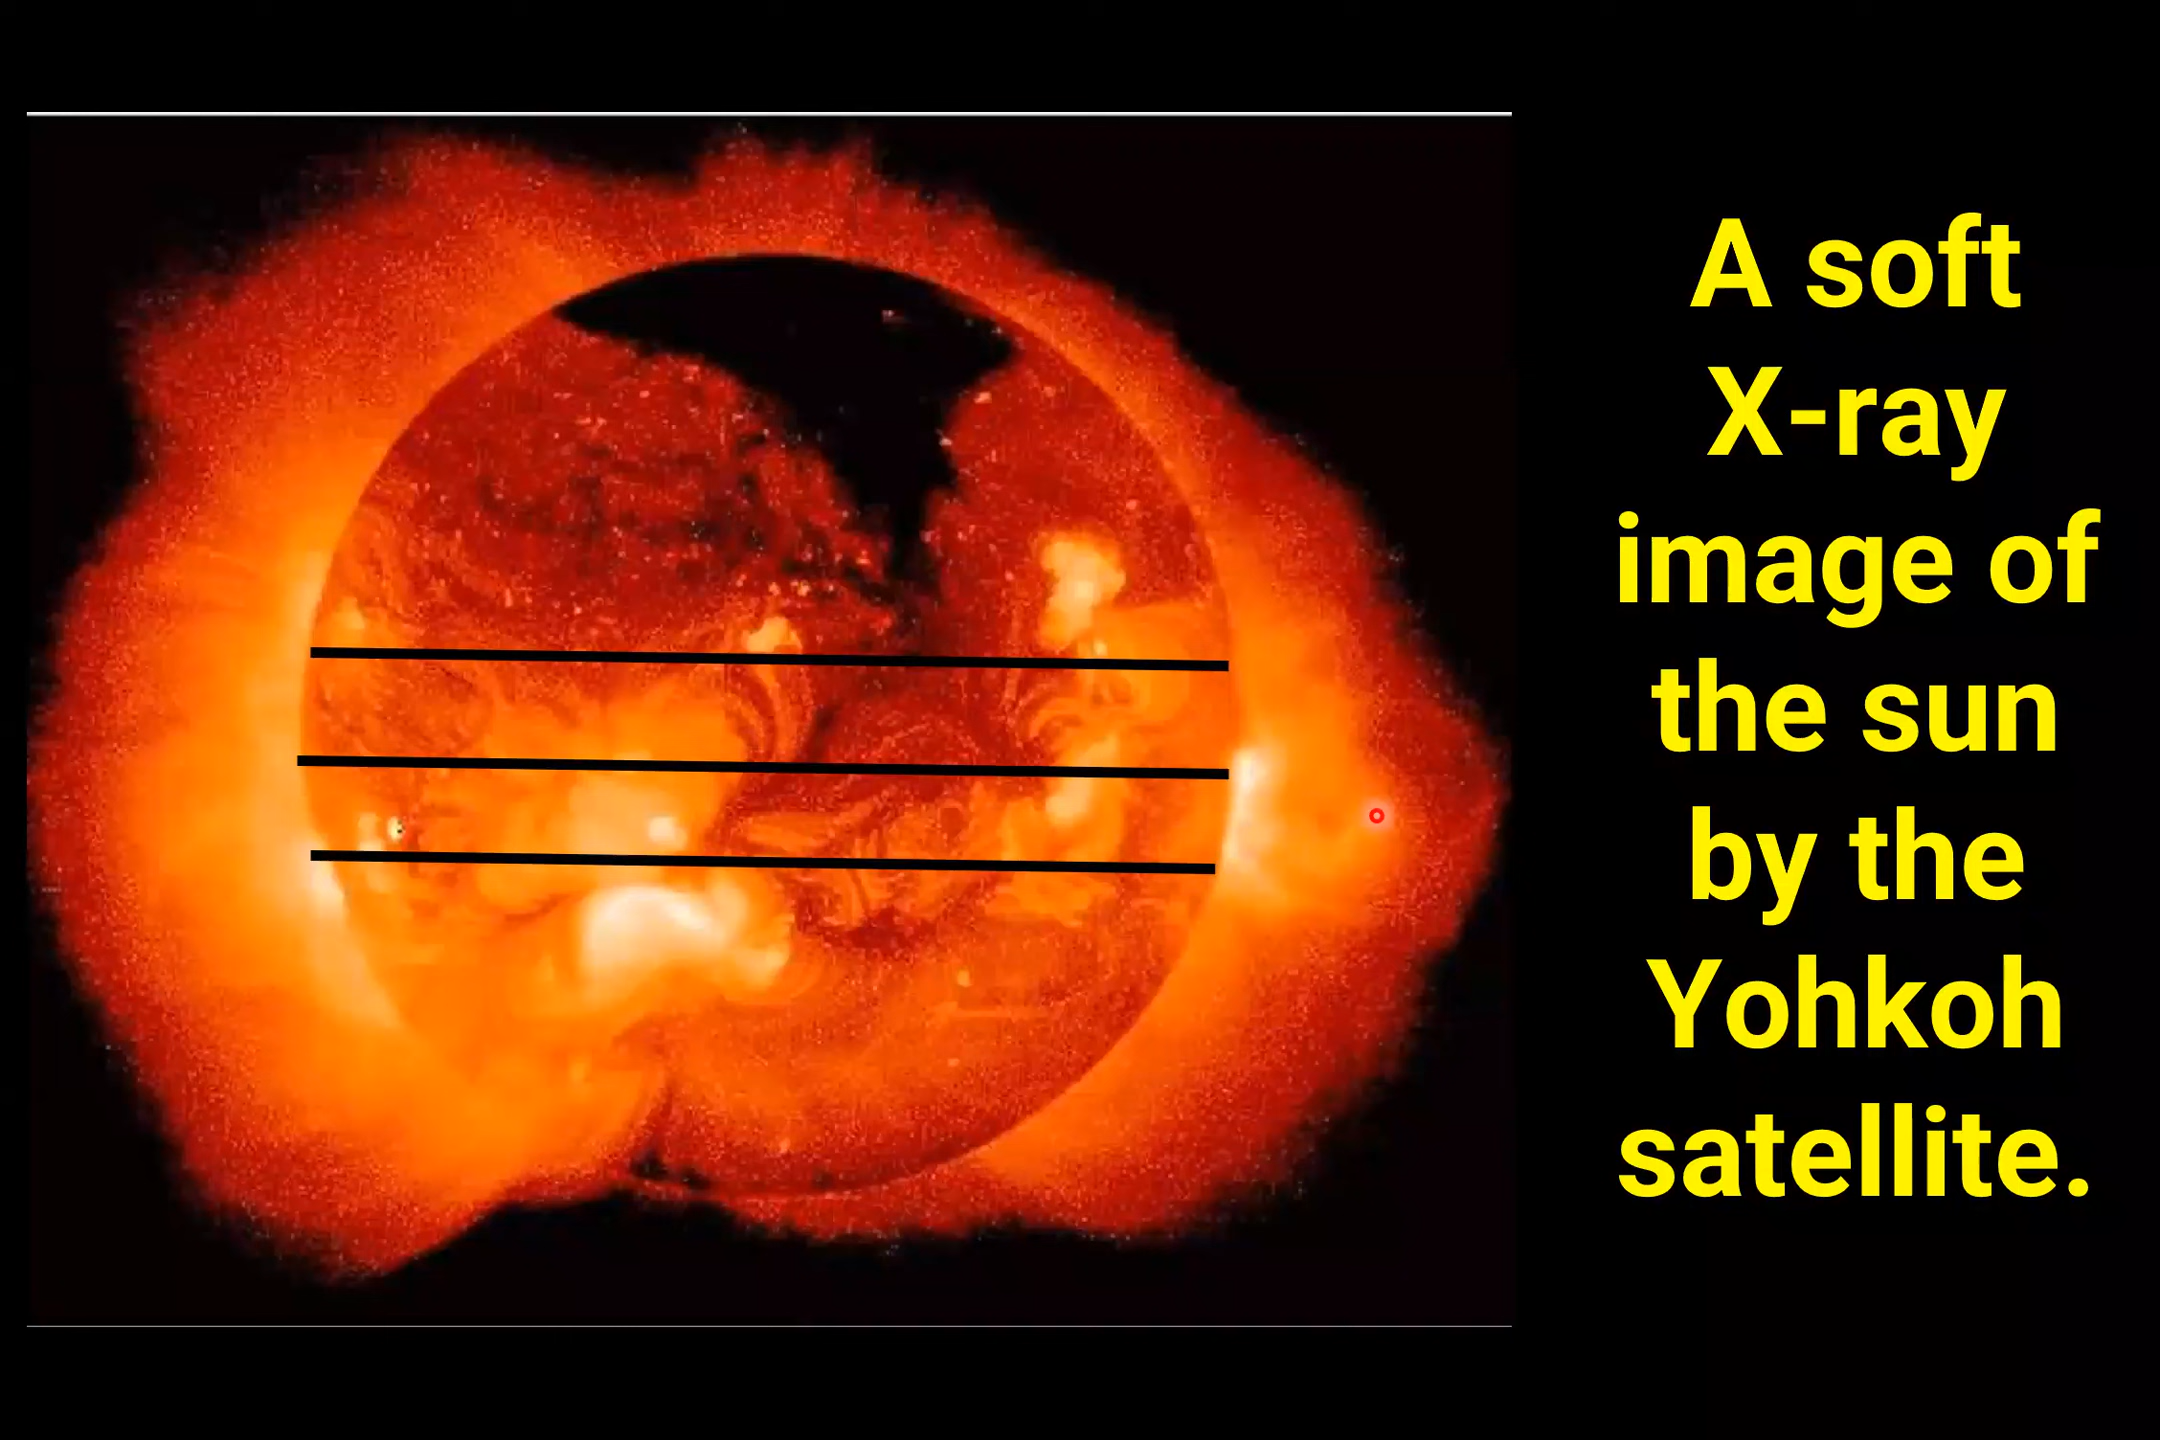 A soft
X-ray
image of
the sun
by the
Yohkoh
satellite.